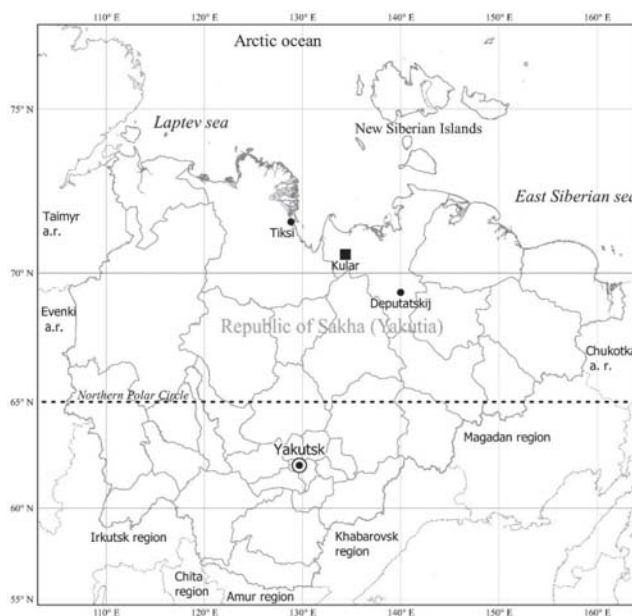 110° E 120° E 130° E 140° E 150° E 160° E
Arctic ocean
75° N
Laptev sea
New Siberian Islands
East Siberian sea
Taimyr
a.r.
Tiksi
Kular
70° N
Deputatskij
Evenki
a.r.
Republic of Sakha (Yakutia)
Chukotka
a. r.
Northern Polar Circle
65° N
Yakutsk
Magadan region
60° N
Irkutsk region
Khabarovsk
region
Chita
region
Amur region
55° N
110° E 120° E 130° E 140° E 150° E 160° E